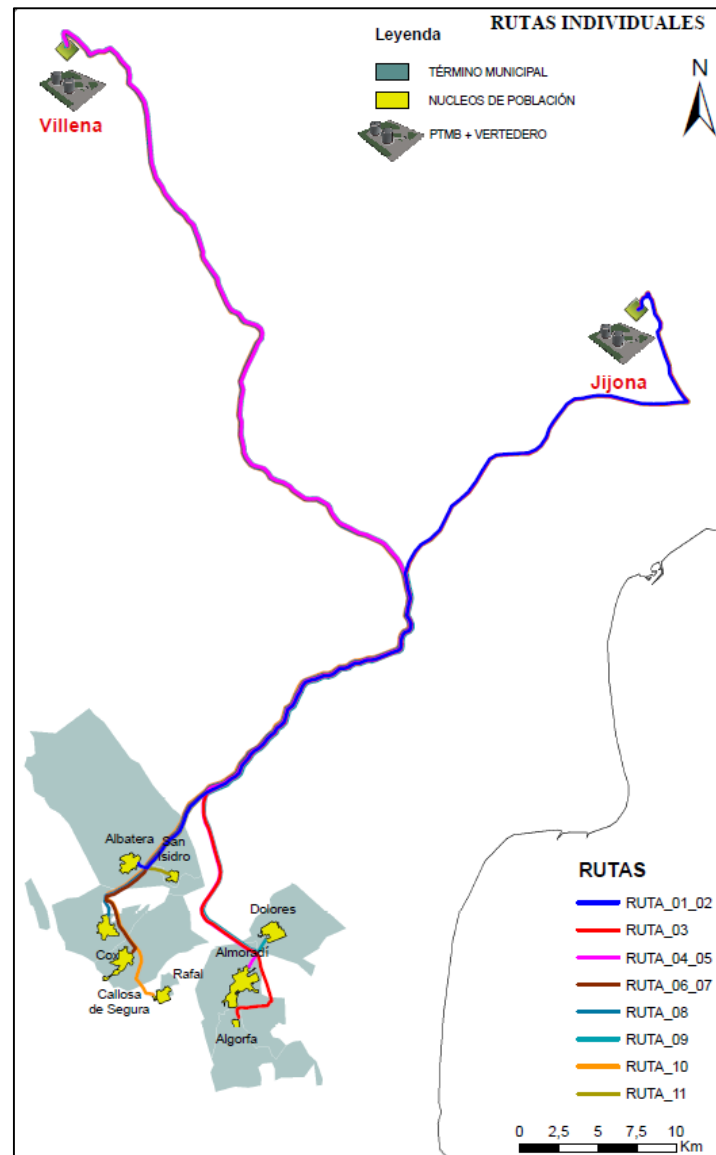 RUTAS INDIVIDUALES
Leyenda
TÉRMINO MUNICIPAL
NUCLEOS DE POBLACIÓN
PTMB + VERTEDERO
N
Villena
Jijona
Albatera
San
Isidro
Cox
Callosa
de Segura
Rafal
Dolores
Almoradí
Algorfa
RUTAS
RUTA_01_02
RUTA_03
RUTA_04_05
RUTA_06_07
RUTA_08
RUTA_09
RUTA_10
RUTA_11
0 2,5 5 7,5 10
Km